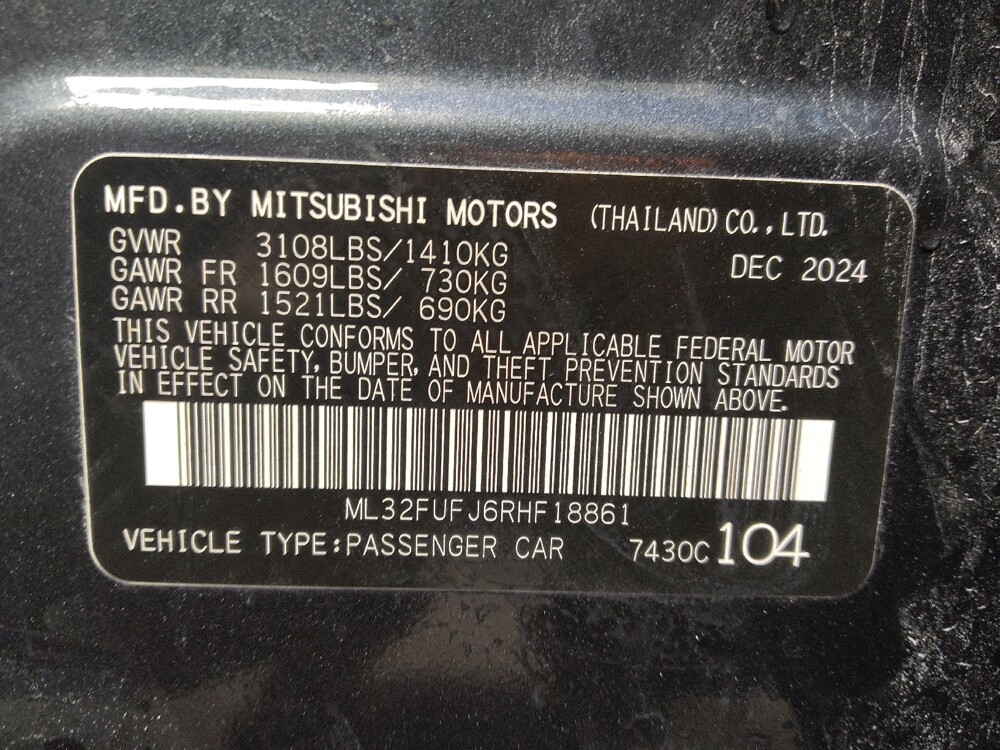 MFD.BY MITSUBISHI MOTORS (THAILAND) CO., LTD.
GVWR 3108LBS/1410KG DEC 2024
GAWR FR 1609LBS/ 730KG
GAWR RR 1521LBS/ 690KG
THIS VEHICLE CONFORMS TO ALL APPLICABLE FEDERAL MOTOR
VEHICLE SAFETY, BUMPER, AND THEFT PREVENTION STANDARDS
IN EFFECT ON THE DATE OF MANUFACTURE SHOWN ABOVE.
ML32FUFJ6RHF18861
VEHICLE TYPE:PASSENGER CAR 7430C 104